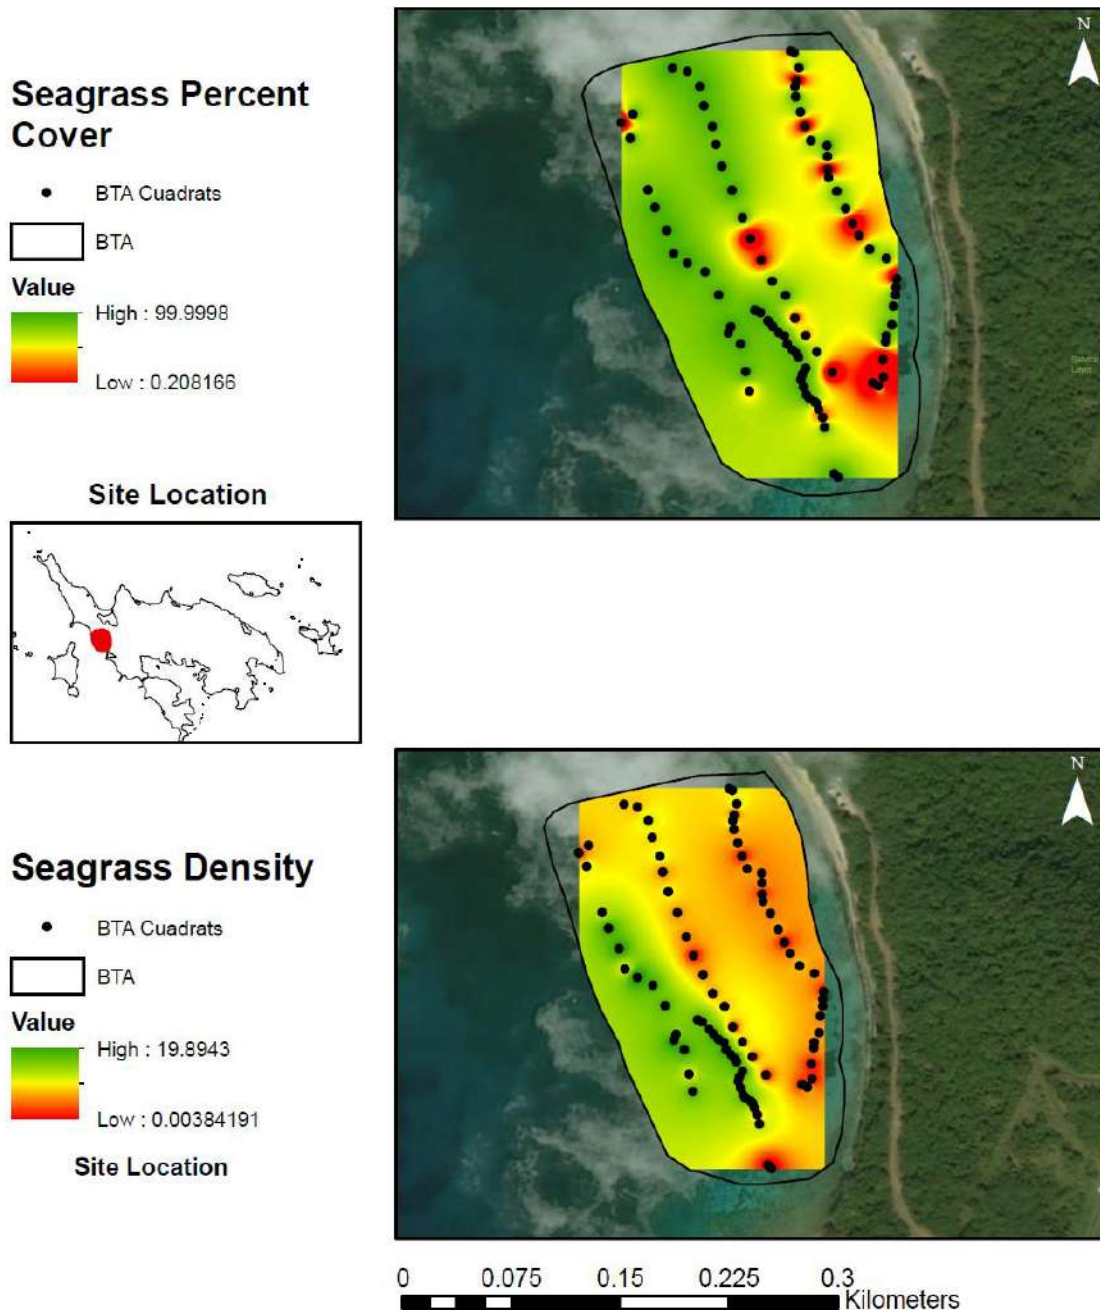 Seagrass Percent
Cover
BTA Cuadrats
BTA
Value
High : 99.9998
Low : 0.208166
Site Location
N
Seagrass Density
BTA Cuadrats
BTA
Value
High : 19.8943
Low : 0.00384191
Site Location
N
0 0.075 0.15 0.225 0.3
Kilometers